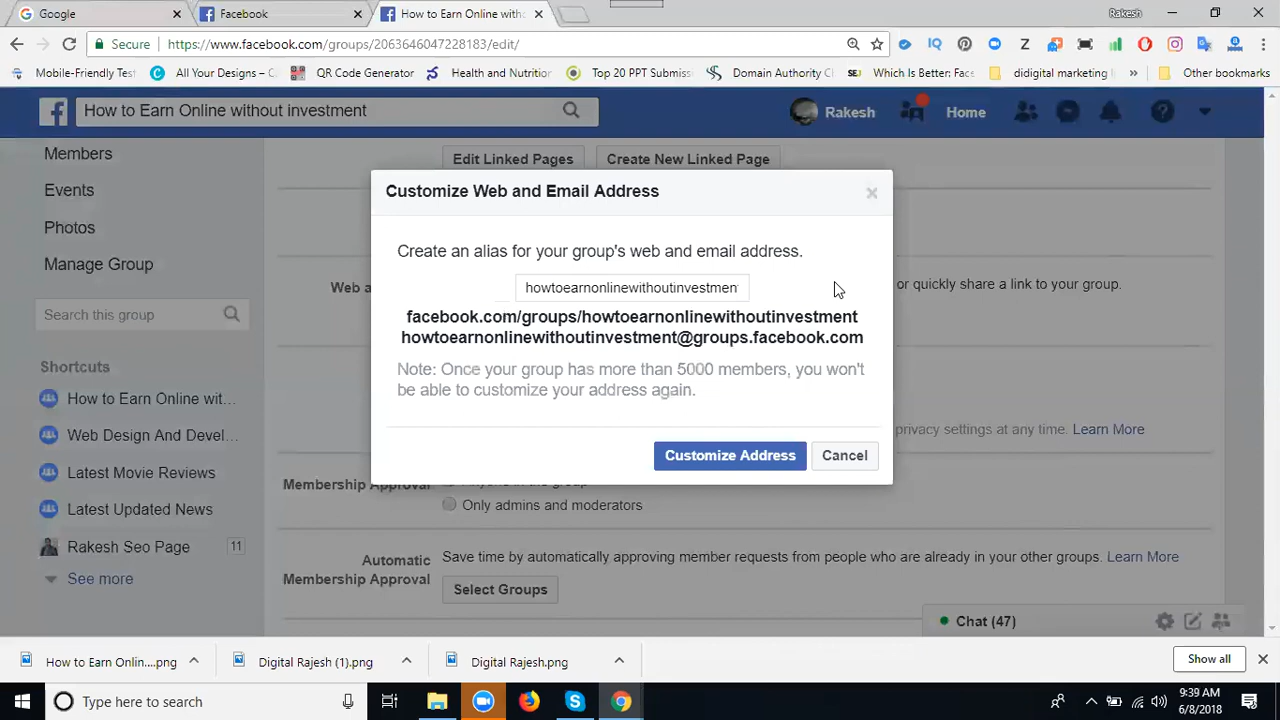 Google
Facebook
How to Earn Online with
Rakesh
Secure
https://www.facebook.com/groups/2063646047228183/edit/
Mobile-Friendly Test
All Your Designs – C
QR Code Generator
Health and Nutrition
Top 20 PPT Submiss
Domain Authority C
Which Is Better: Fac
didigital marketing
Other bookmarks
How to Earn Online without investment
Rakesh
Home
Members
Edit Linked Pages
Create New Linked Page
Events
Customize Web and Email Address
Photos
Create an alias for your group's web and email address.
Manage Group
Web a
howtoearnonlinewithoutinvestment
or quickly share a link to your group.
Search this group
facebook.com/groups/howtoearnonlinewithoutinvestment
howtoearnonlinewithoutinvestment@groups.facebook.com
Shortcuts
Note: Once your group has more than 5000 members, you won't
be able to customize your address again.
How to Earn Online wit...
Web Design And Devel...
privacy settings at any time. Learn More
Customize Address
Cancel
Latest Movie Reviews
Membership Approval
Anyone in the group
Latest Updated News
Only admins and moderators
Rakesh Seo Page
11
Automatic
Membership Approval
Save time by automatically approving member requests from people who are already in your other groups. Learn More
See more
Select Groups
Chat (47)
How to Earn Onlin....png
Digital Rajesh (1).png
Digital Rajesh.png
Show all
Type here to search
9:39 AM
6/8/2018